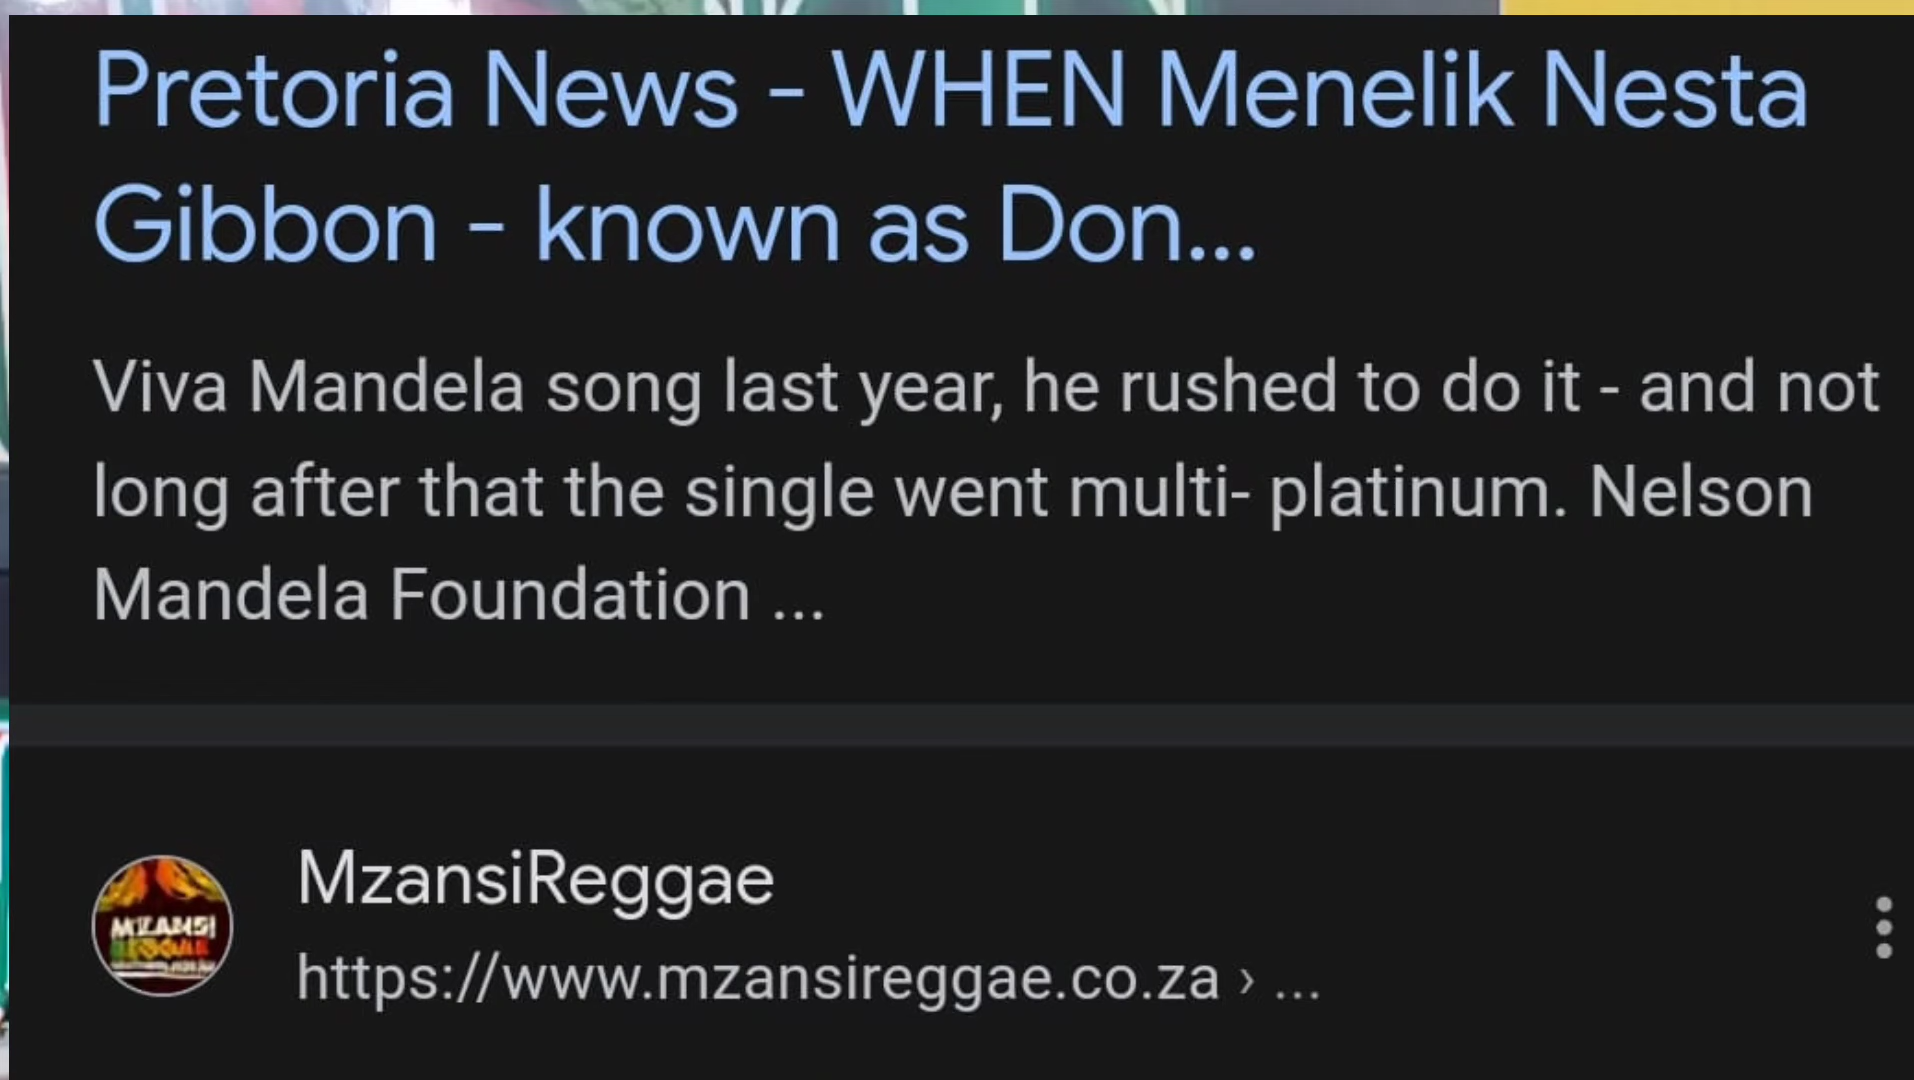 Pretoria News - WHEN Menelik Nesta
Gibbon - known as Don...
Viva Mandela song last year, he rushed to do it - and not
long after that the single went multi- platinum. Nelson
Mandela Foundation ...
MZANSI
REGGAE
MzansiReggae
https://www.mzansireggae.co.za › ...